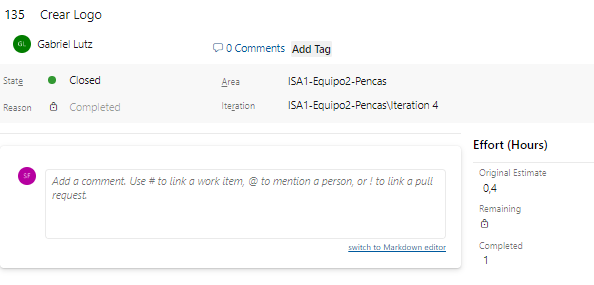 135 Crear Logo
GL Gabriel Lutz
0 Comments Add Tag
State Closed
Area ISA1-Equipo2-Pencas
Reason Completed
Iteration ISA1-Equipo2-Pencas\Iteration 4
SF
Add a comment. Use # to link a work item, @ to mention a person, or ! to link a pull
request.
switch to Markdown editor
Effort (Hours)
Original Estimate
0,4
Remaining
Completed
1